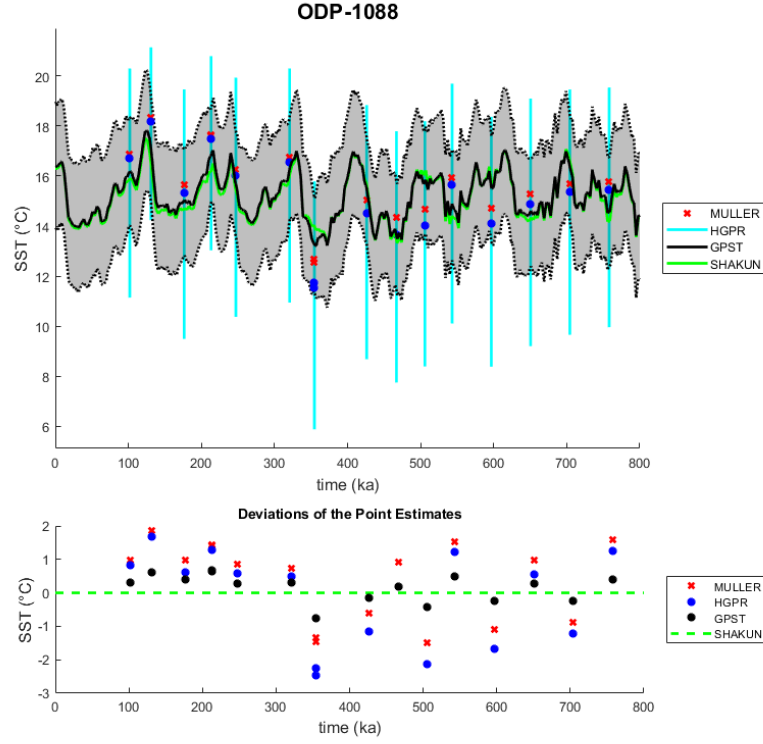 ODP-1088
SST (°C)
20
18
16
14
12
10
8
6
0 100 200 300 400 500 600 700 800
time (ka)
MULLER
HGPR
GPST
SHAKUN
Deviations of the Point Estimates
SST (°C)
2
1
0
-1
-2
-3
0 100 200 300 400 500 600 700 800
time (ka)
MULLER
HGPR
GPST
SHAKUN